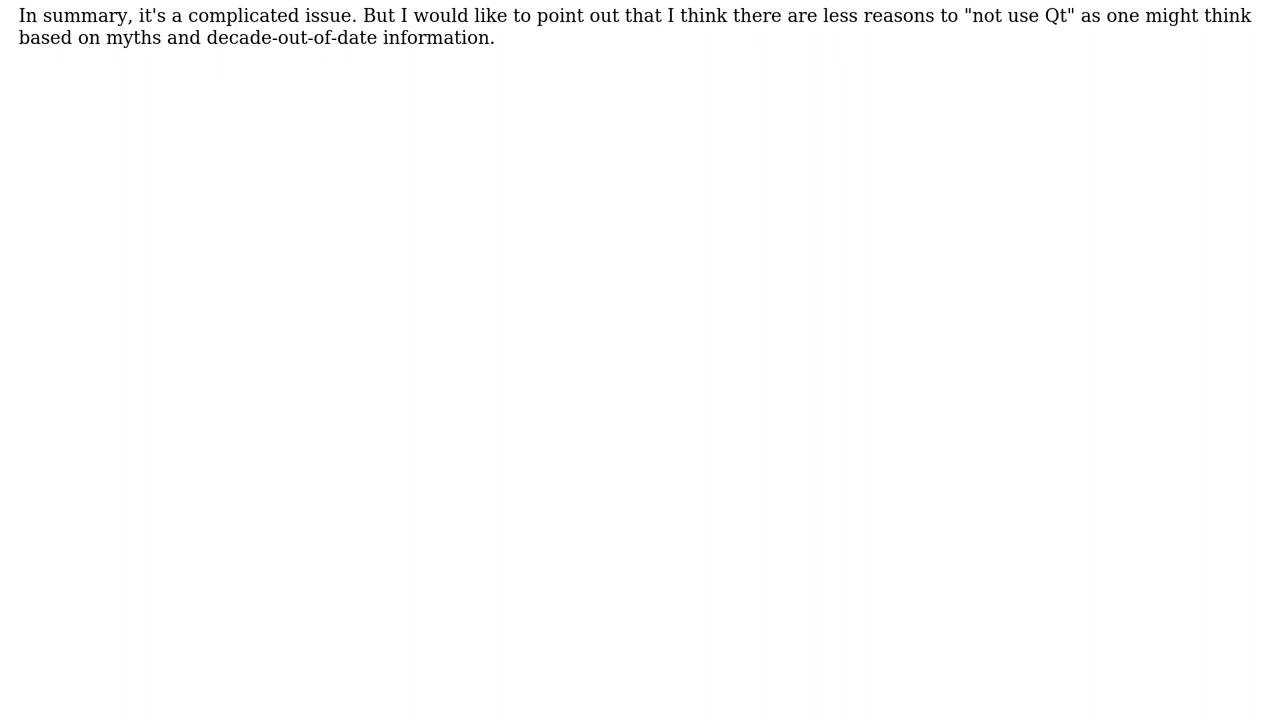 In summary, it's a complicated issue. But I would like to point out that I think there are less reasons to "not use Qt" as one might think
based on myths and decade-out-of-date information.